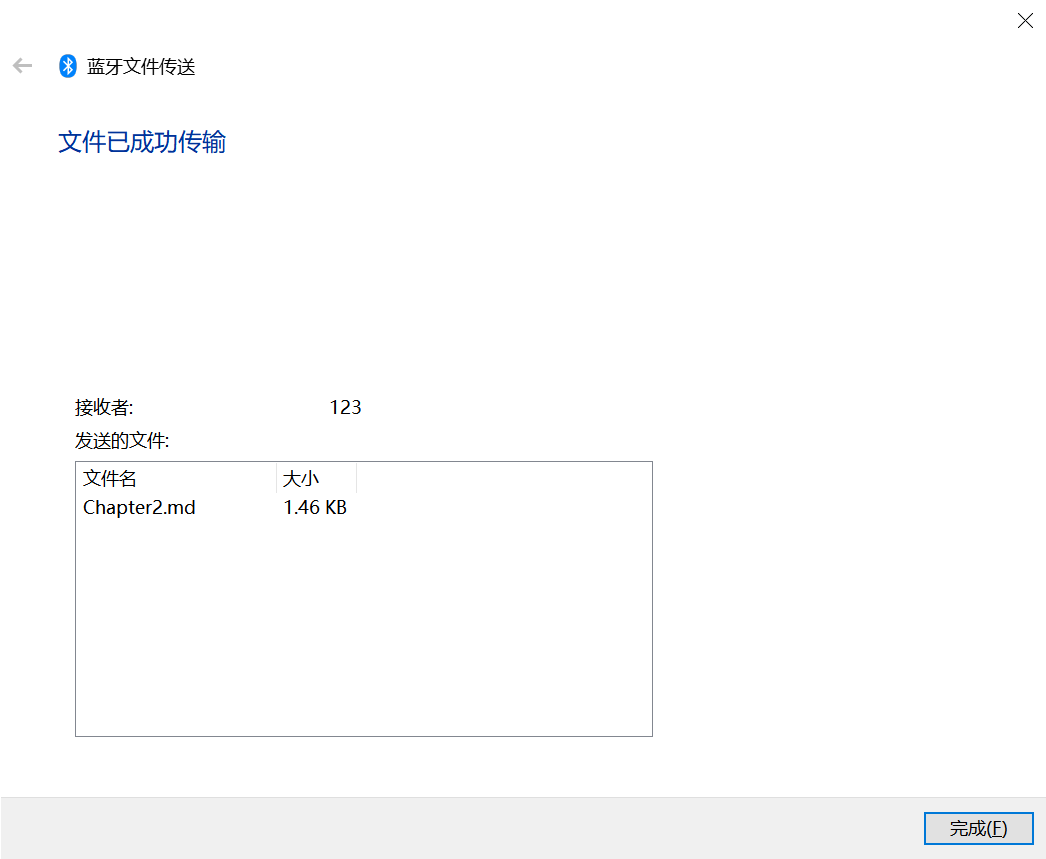 蓝牙文件传送
文件已成功传输
接收者: 123
发送的文件:
文件名 大小
Chapter2.md 1.46 KB
完成(F)